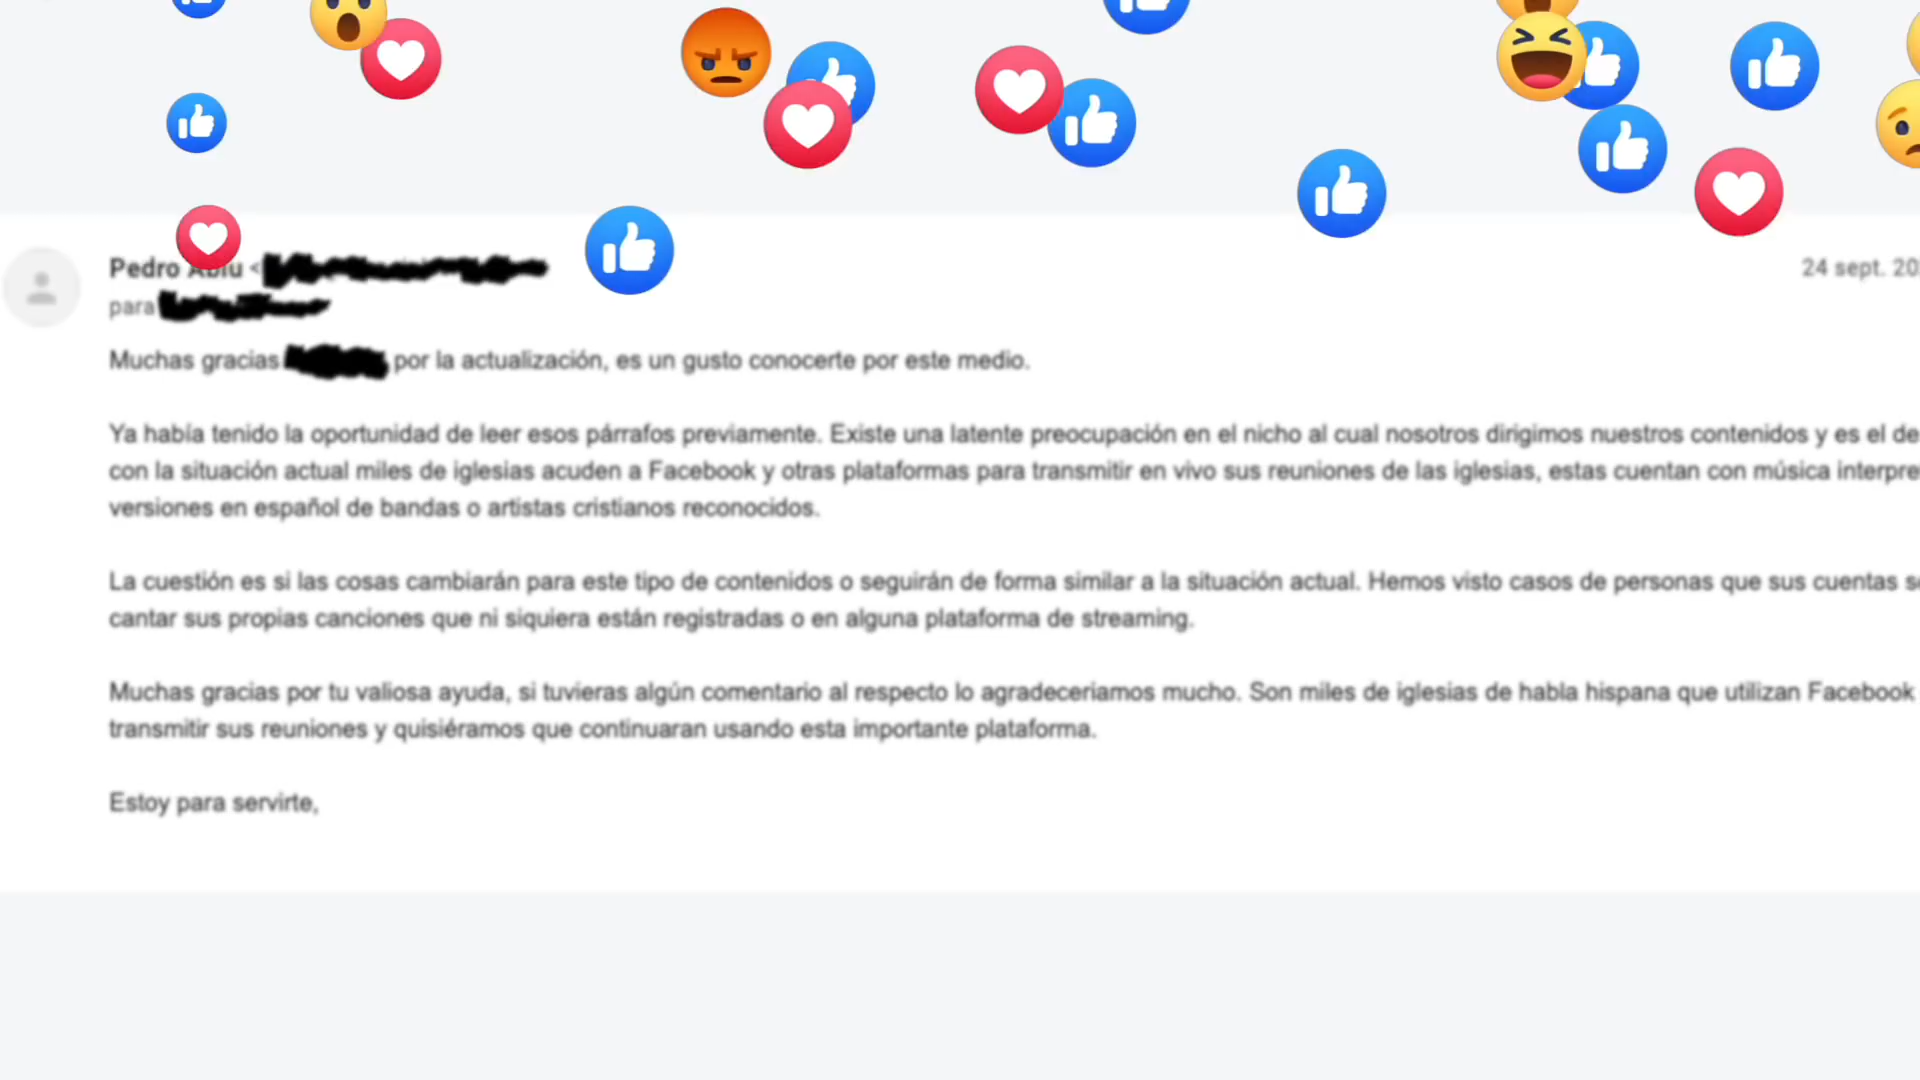 Pedro Abiu <
24 sept. 20
para
Muchas gracias por la actualización, es un gusto conocerte por este medio.
Ya había tenido la oportunidad de leer esos párrafos previamente. Existe una latente preocupación en el nicho al cual nosotros dirigimos nuestros contenidos y es el de
con la situación actual miles de iglesias acuden a Facebook y otras plataformas para transmitir en vivo sus reuniones de las iglesias, estas cuentan con música interpre
versiones en español de bandas o artistas cristianos reconocidos.
La cuestión es si las cosas cambiarán para este tipo de contenidos o seguirán de forma similar a la situación actual. Hemos visto casos de personas que sus cuentas s
cantar sus propias canciones que ni siquiera están registradas o en alguna plataforma de streaming.
Muchas gracias por tu valiosa ayuda, si tuvieras algún comentario al respecto lo agradeceriamos mucho. Son miles de iglesias de habla hispana que utilizan Facebook
transmitir sus reuniones y quisiéramos que continuaran usando esta importante plataforma.
Estoy para servirte,